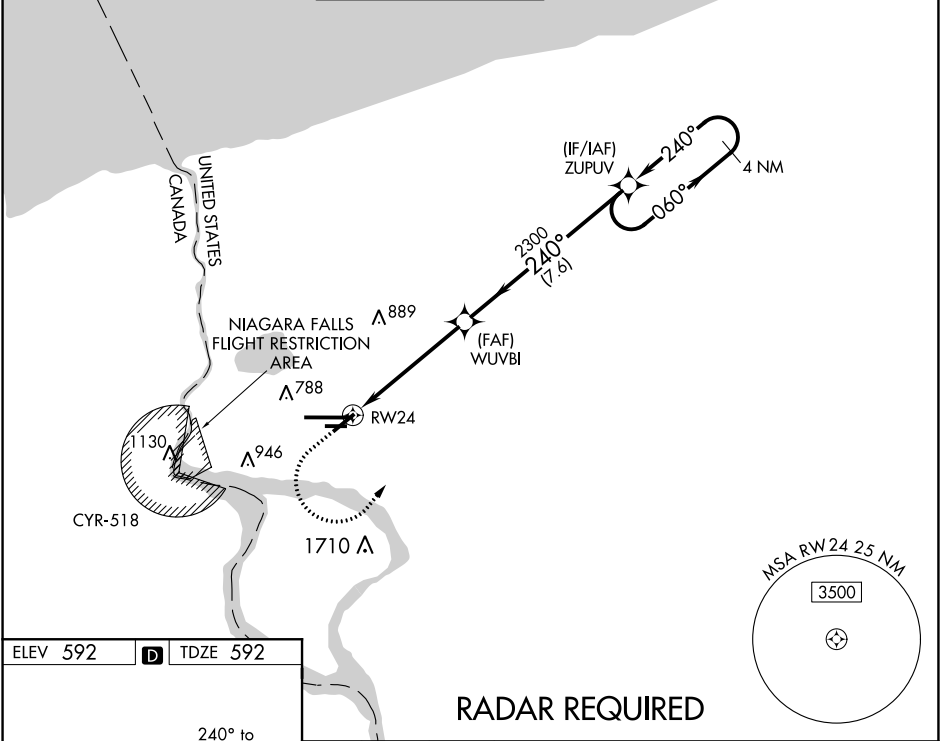 UNITED STATES
CANADA
(IF/IAF)
ZUPUV
240°
4 NM
060°
2300
240°
(7.6)
889
NIAGARA FALLS
FLIGHT RESTRICTION
AREA
(FAF)
WUVBI
788
RW24
1130
946
CYR-518
1710
MSA RW24 25 NM
3500
ELEV 592
D
TDZE 592
RADAR REQUIRED
240° to